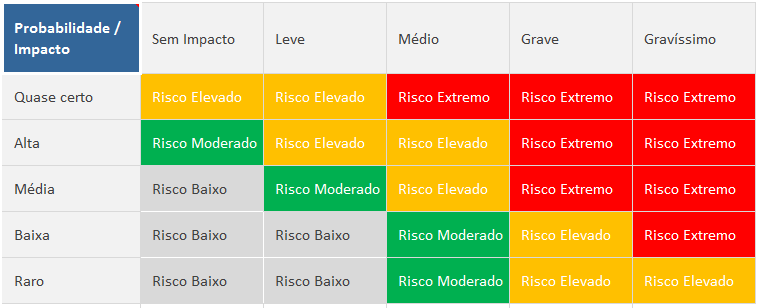 Probabilidade / Impacto Sem Impacto Leve Médio Grave Gravíssimo
Quase certo Risco Elevado Risco Elevado Risco Extremo Risco Extremo Risco Extremo
Alta Risco Moderado Risco Elevado Risco Elevado Risco Extremo Risco Extremo
Média Risco Baixo Risco Moderado Risco Elevado Risco Extremo Risco Extremo
Baixa Risco Baixo Risco Baixo Risco Moderado Risco Elevado Risco Extremo
Raro Risco Baixo Risco Baixo Risco Moderado Risco Elevado Risco Elevado